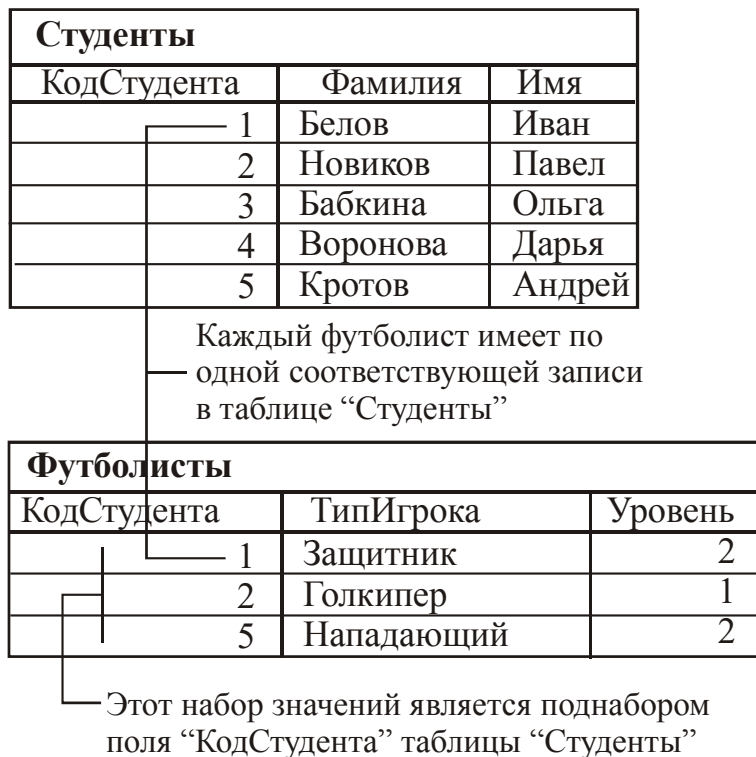 Студенты
КодСтудента Фамилия Имя
1 Белов Иван
2 Новиков Павел
3 Бабкина Ольга
4 Воронова Дарья
5 Кротов Андрей
Каждый футболист имеет по
одной соответствующей записи
в таблице “Студенты”
Футболисты
КодСтудента ТипИгрока Уровень
1 Защитник 2
2 Голкипер 1
5 Нападающий 2
Этот набор значений является поднабором
поля “КодСтудента” таблицы “Студенты”